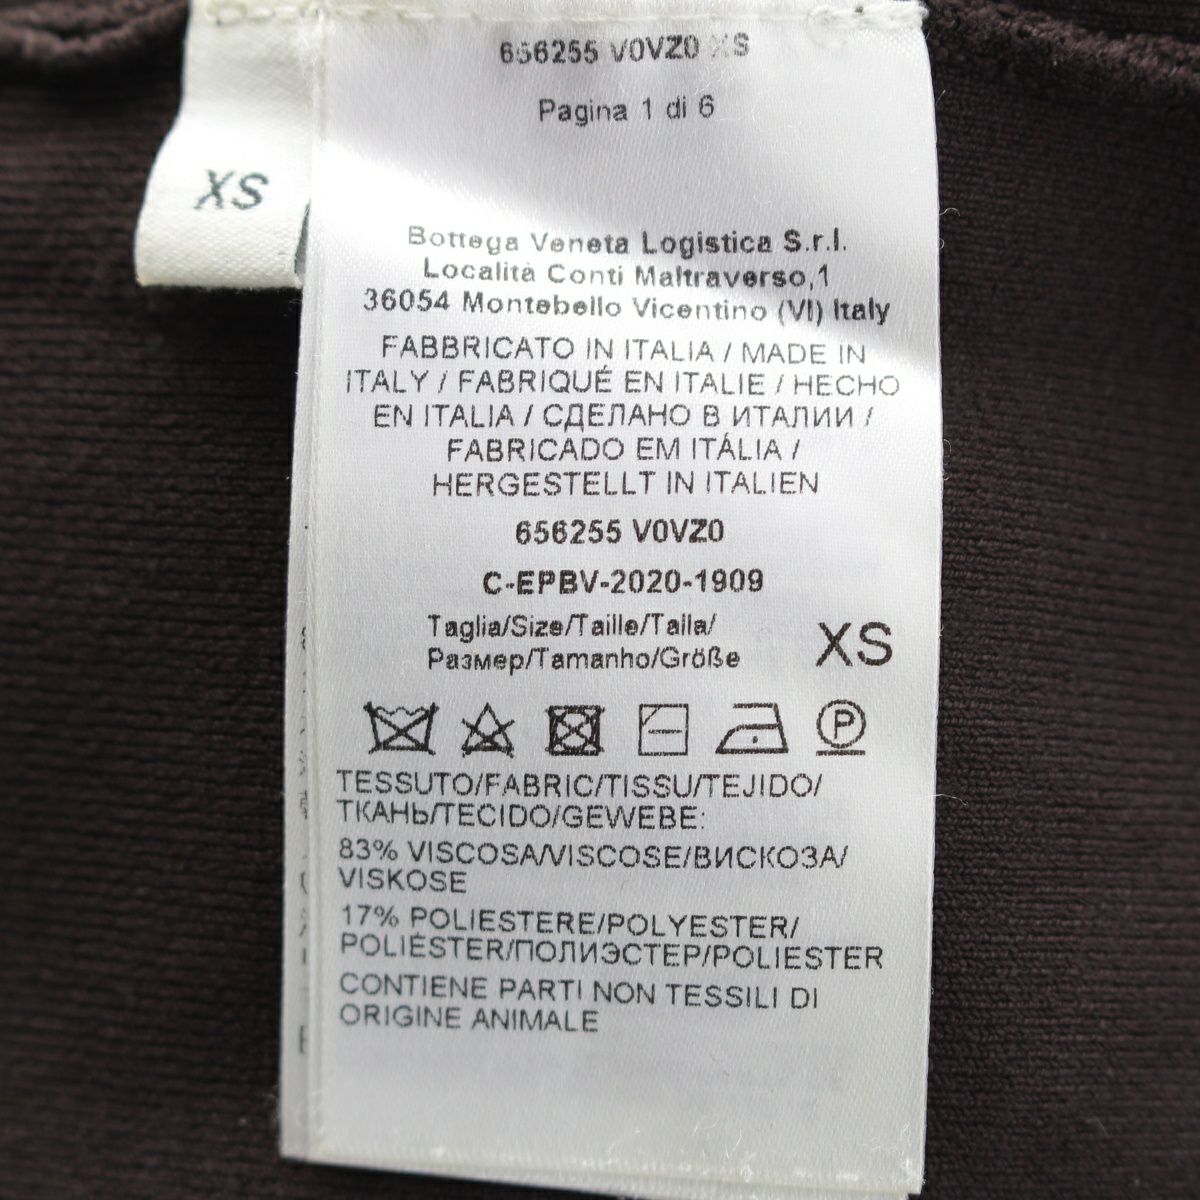 656255 V0VZ0 XS
Pagina 1 di 6
XS
Bottega Veneta Logistica S.r.l.
Località Conti Maltraverso,1
36054 Montebello Vicentino (VI) Italy
FABBRICATO IN ITALIA / MADE IN
ITALY / FABRIQUÉ EN ITALIE / HECHO
EN ITALIA / СДЕЛАНО В ИТАЛИИ /
FABRICADO EM ITÁLIA /
HERGESTELLT IN ITALIEN
656255 V0VZ0
C-EPBV-2020-1909
Taglia/Size/Taille/Talla/
Размер/Tamanho/Größe
XS
P
TESSUTO/FABRIC/TISSU/TEJIDO/
ТКАНЬ/TECIDO/GEWEBE:
83% VISCOSA/VISCOSE/ВИСКОЗА/
VISKOSE
17% POLIESTERE/POLYESTER/
POLIÉSTER/ПОЛИЭСТЕР/POLIESTER
CONTIENE PARTI NON TESSILI DI
ORIGINE ANIMALE